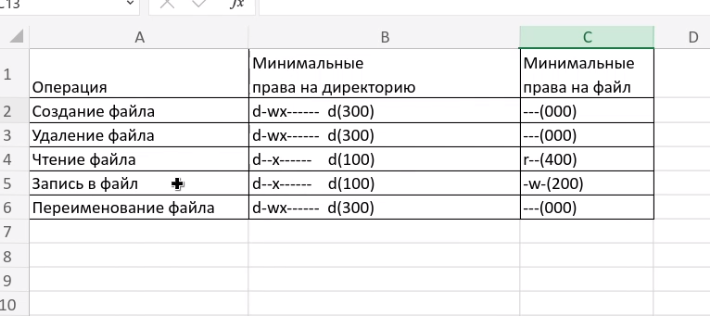 C13 fx
A B C D
1 Операция Минимальные права на директорию Минимальные права на файл
2 Создание файла d-wx------ d(300) ---(000)
3 Удаление файла d-wx------ d(300) ---(000)
4 Чтение файла d--x------ d(100) r--(400)
5 Запись в файл d--x------ d(100) -w-(200)
6 Переименование файла d-wx------ d(300) ---(000)
7
8
9
10